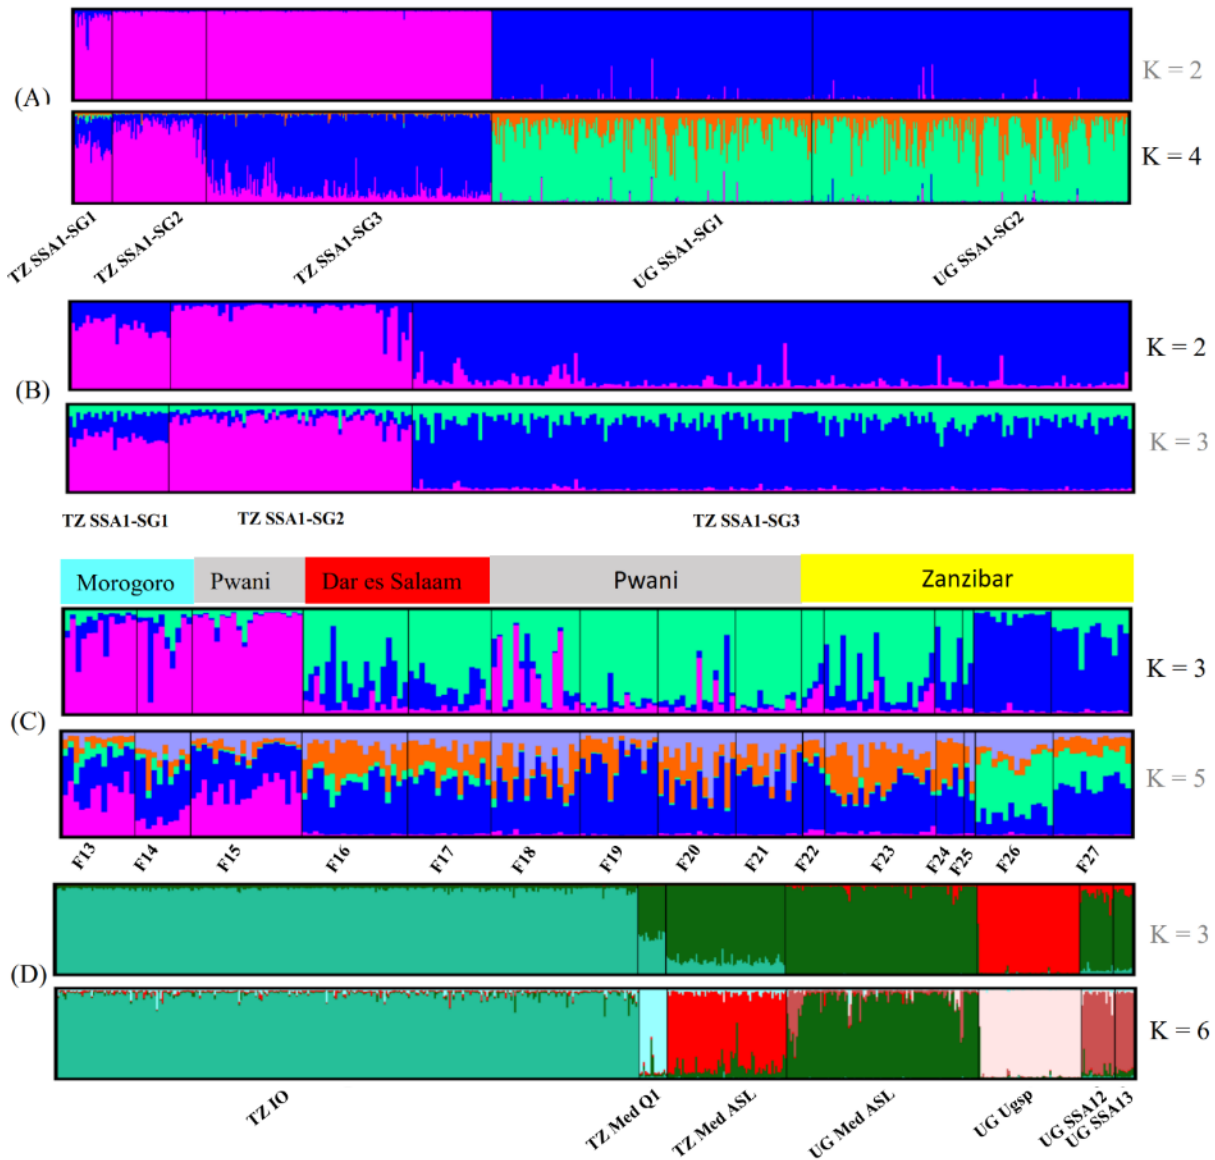 K = 2
(A)
K = 4
TZ SSA1-SG1
TZ SSA1-SG2
TZ SSA1-SG3
UG SSA1-SG1
UG SSA1-SG2
K = 2
(B)
K = 3
TZ SSA1-SG1 TZ SSA1-SG2 TZ SSA1-SG3
Morogoro Pwani Dar es Salaam Pwani Zanzibar
K = 3
(C)
K = 5
F13 F14 F15 F16 F17 F18 F19 F20 F21 F22 F23 F24 F25 F26 F27
K = 3
(D)
K = 6
TZ IO
TZ Med Q1
TZ Med ASL
UG Med ASL
UG Ugsp
UG SSA12
UG SSA13